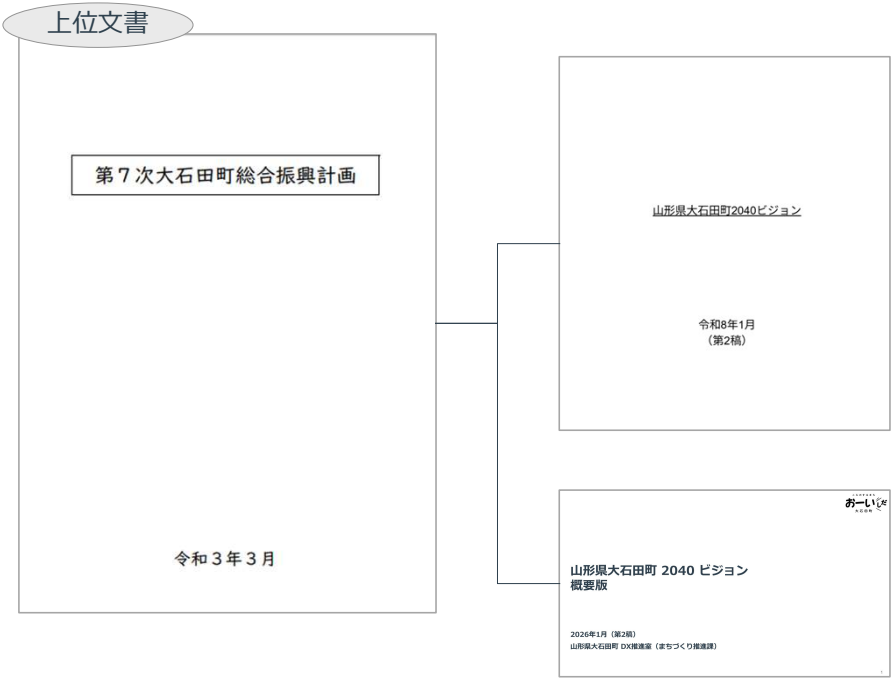 上位文書
第７次大石田町総合振興計画
令和３年３月
山形県大石田町2040ビジョン
令和8年1月
（第2稿）
おーいしだ
大石田町
山形県大石田町 2040 ビジョン
概要版
2026年1月（第2稿）
山形県大石田町 DX推進室（まちづくり推進課）